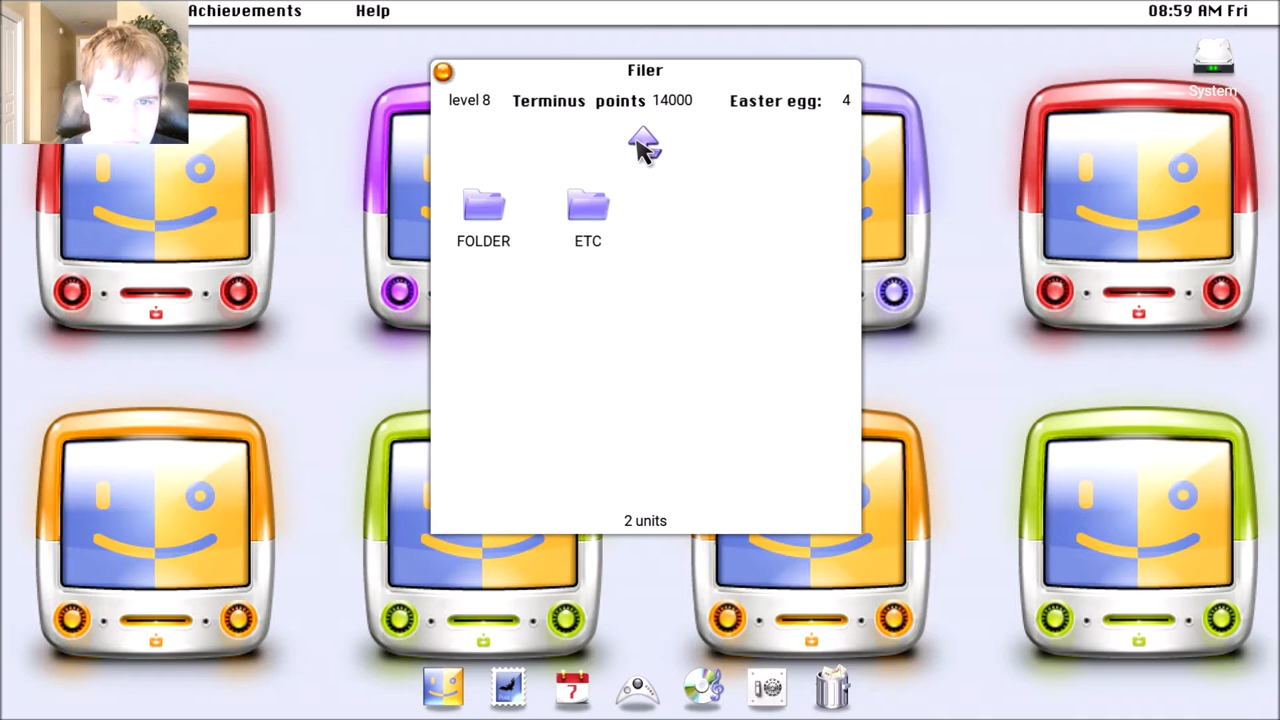 Achievements Help 08:59 AM Fri
Filer
level 8 Terminus points 14000 Easter egg: 4
System
FOLDER ETC
7
2 units